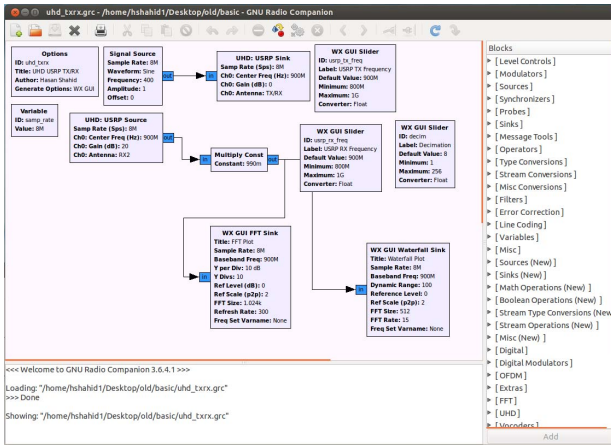 uhd_txrx.grc - /home/hshahid1/Desktop/old/basic - GNU Radio Companion
Options
ID: uhd_txrx
Title: UHD USRP TX/RX
Author: Hasan Shahid
Generate Options: WX GUI
Signal Source
Sample Rate: 8M
Waveform: Sine
Frequency: 400
Amplitude: 1
Offset: 0
out
in
UHD: USRP Sink
Samp Rate (Sps): 8M
Ch0: Center Freq (Hz): 900M
Ch0: Gain (dB): 0
Ch0: Antenna: TX/RX
WX GUI Slider
ID: usrp_tx_freq
Label: USRP TX Frequency
Default Value: 900M
Minimum: 800M
Maximum: 1G
Converter: Float
Variable
ID: samp_rate
Value: 8M
UHD: USRP Source
Samp Rate (Sps): 8M
Ch0: Center Freq (Hz): 900M
Ch0: Gain (dB): 20
Ch0: Antenna: RX2
out
in
Multiply Const
Constant: 990m
out
WX GUI Slider
ID: usrp_rx_freq
Label: USRP RX Frequency
Default Value: 900M
Minimum: 800M
Maximum: 1G
Converter: Float
WX GUI Slider
ID: decim
Label: Decimation
Default Value: 8
Minimum: 1
Maximum: 256
Converter: Float
in
WX GUI FFT Sink
Title: FFT Plot
Sample Rate: 8M
Baseband Freq: 900M
Y per Div: 10 dB
Y Divs: 10
Ref Level (dB): 0
Ref Scale (p2p): 2
FFT Size: 1.024k
Refresh Rate: 300
Freq Set Varname: None
in
WX GUI Waterfall Sink
Title: Waterfall Plot
Sample Rate: 8M
Baseband Freq: 900M
Dynamic Range: 100
Reference Level: 0
Ref Scale (p2p): 2
FFT Size: 512
FFT Rate: 15
Freq Set Varname: None
<<< Welcome to GNU Radio Companion 3.6.4.1 >>>
Loading: "/home/hshahid1/Desktop/old/basic/uhd_txrx.grc"
>>> Done
Showing: "/home/hshahid1/Desktop/old/basic/uhd_txrx.grc"
Blocks
[ Level Controls ]
[ Modulators ]
[ Sources ]
[ Synchronizers ]
[ Probes ]
[ Sinks ]
[ Message Tools ]
[ Operators ]
[ Type Conversions ]
[ Stream Conversions ]
[ Misc Conversions ]
[ Filters ]
[ Error Correction ]
[ Line Coding ]
[ Variables ]
[ Misc ]
[ Sources (New) ]
[ Sinks (New) ]
[ Math Operations (New) ]
[ Boolean Operations (New) ]
[ Stream Type Conversions (New
[ Stream Operations (New) ]
[ Misc (New) ]
[ Digital ]
[ Digital Modulators ]
[ OFDM ]
[ Extras ]
[ FFT ]
[ UHD ]
[ Vocoders ]
Add